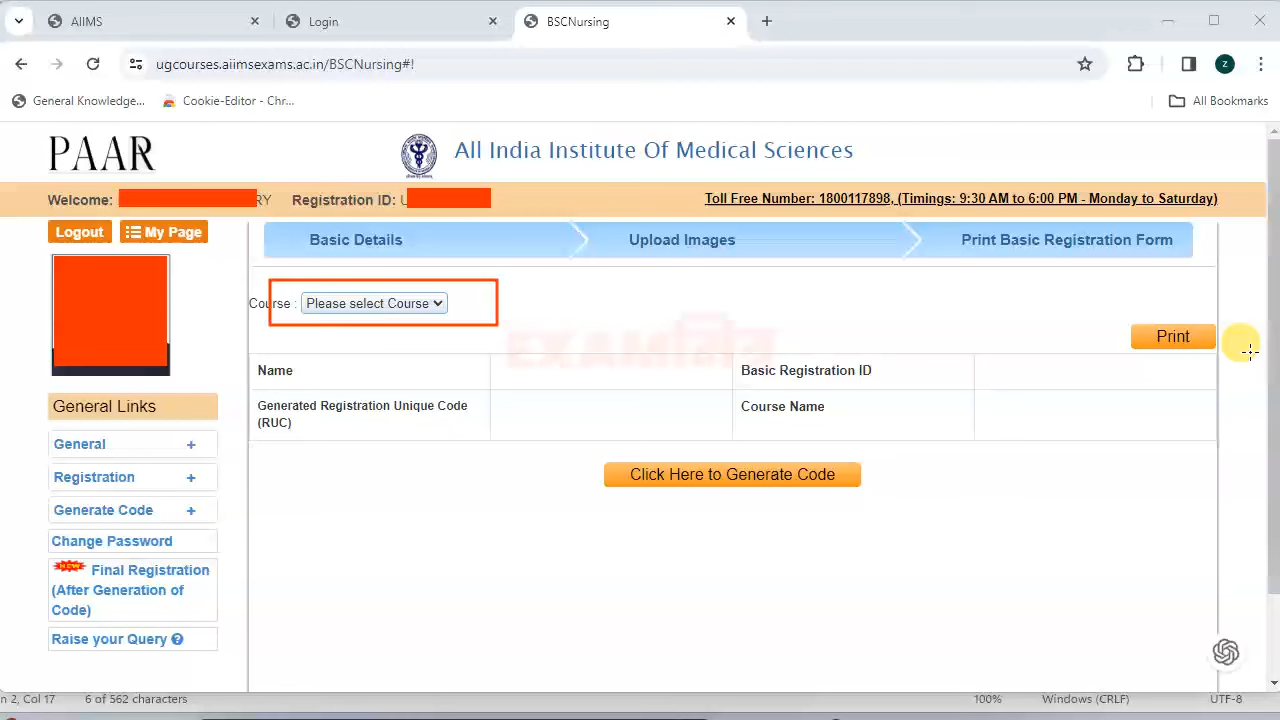 AIIMS
Login
BSCNursing
ugcourses.aiimsexams.ac.in/BSCNursing#!
z
General Knowledge...
Cookie-Editor - Chr...
All Bookmarks
PAAR
All India Institute Of Medical Sciences
Welcome: RY Registration ID: U
Toll Free Number: 1800117898, (Timings: 9:30 AM to 6:00 PM - Monday to Saturday)
Logout
My Page
Basic Details
Upload Images
Print Basic Registration Form
Course : Please select Course
Print
Name
Basic Registration ID
Generated Registration Unique Code
(RUC)
Course Name
Click Here to Generate Code
General Links
General +
Registration +
Generate Code +
Change Password
NEW Final Registration
(After Generation of
Code)
Raise your Query ?
n 2, Col 17
6 of 562 characters
100%
Windows (CRLF)
UTF-8